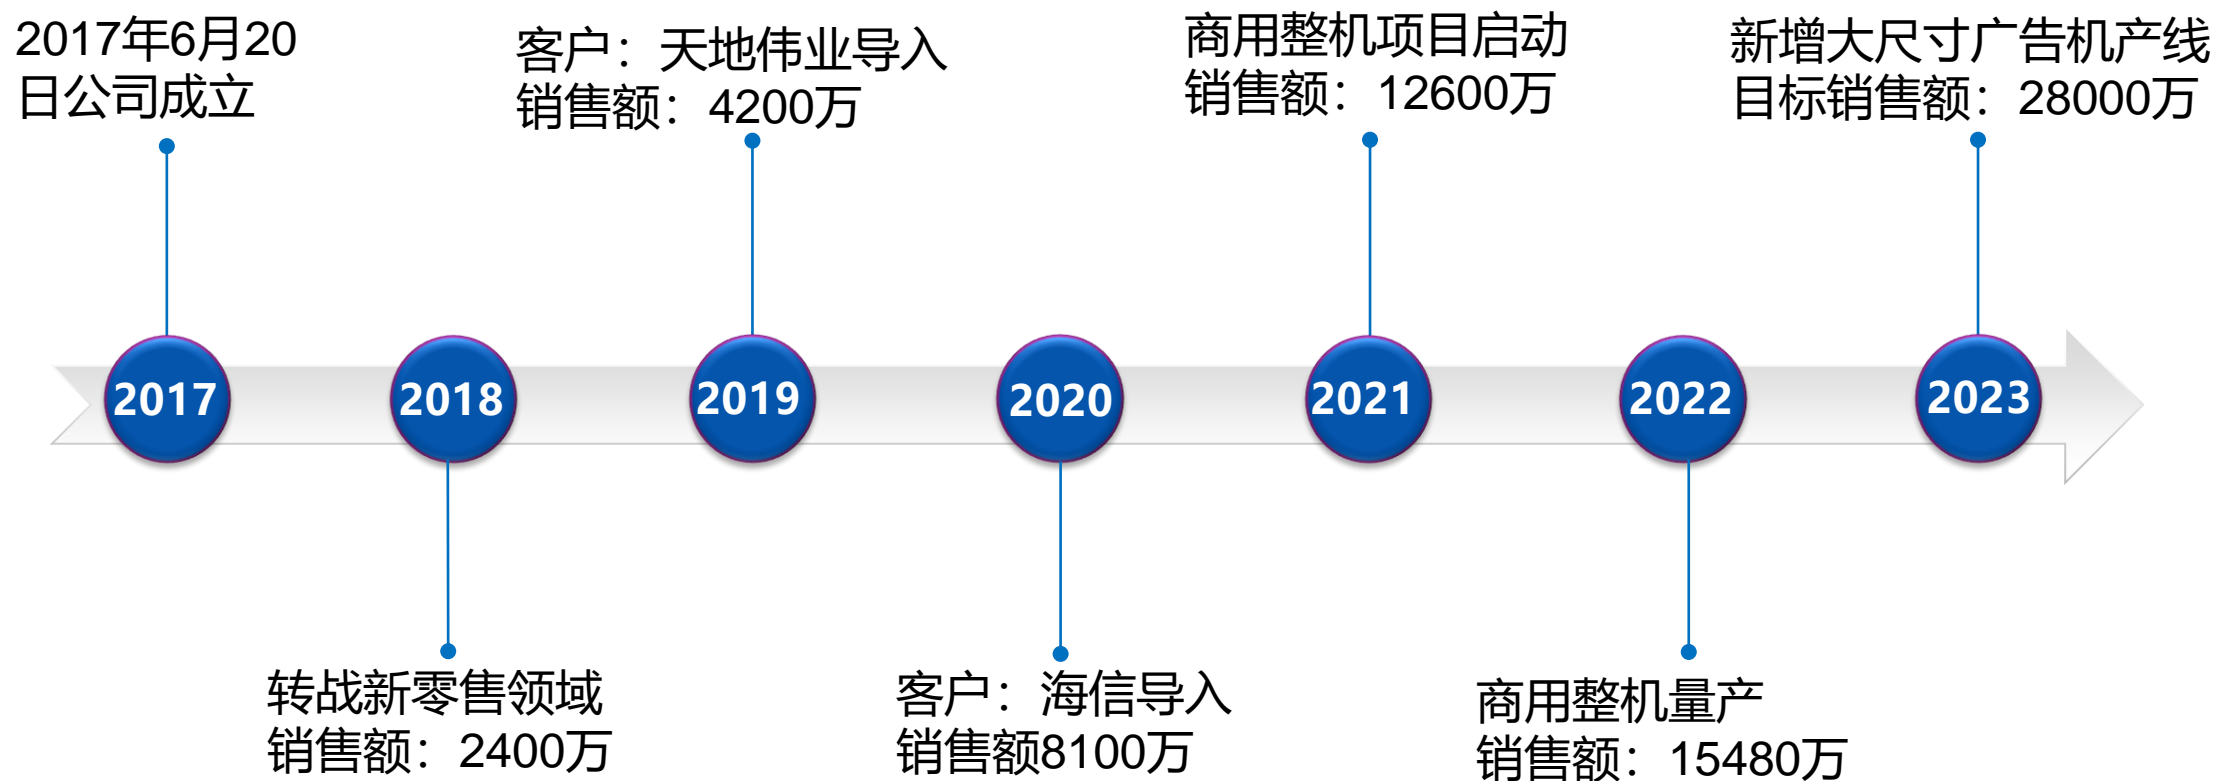 2017年6月20
日公司成立
客户：天地伟业导入
销售额：4200万
商用整机项目启动
销售额：12600万
新增大尺寸广告机产线
目标销售额：28000万
2017
2018
2019
2020
2021
2022
2023
转战新零售领域
销售额：2400万
客户：海信导入
销售额8100万
商用整机量产
销售额：15480万